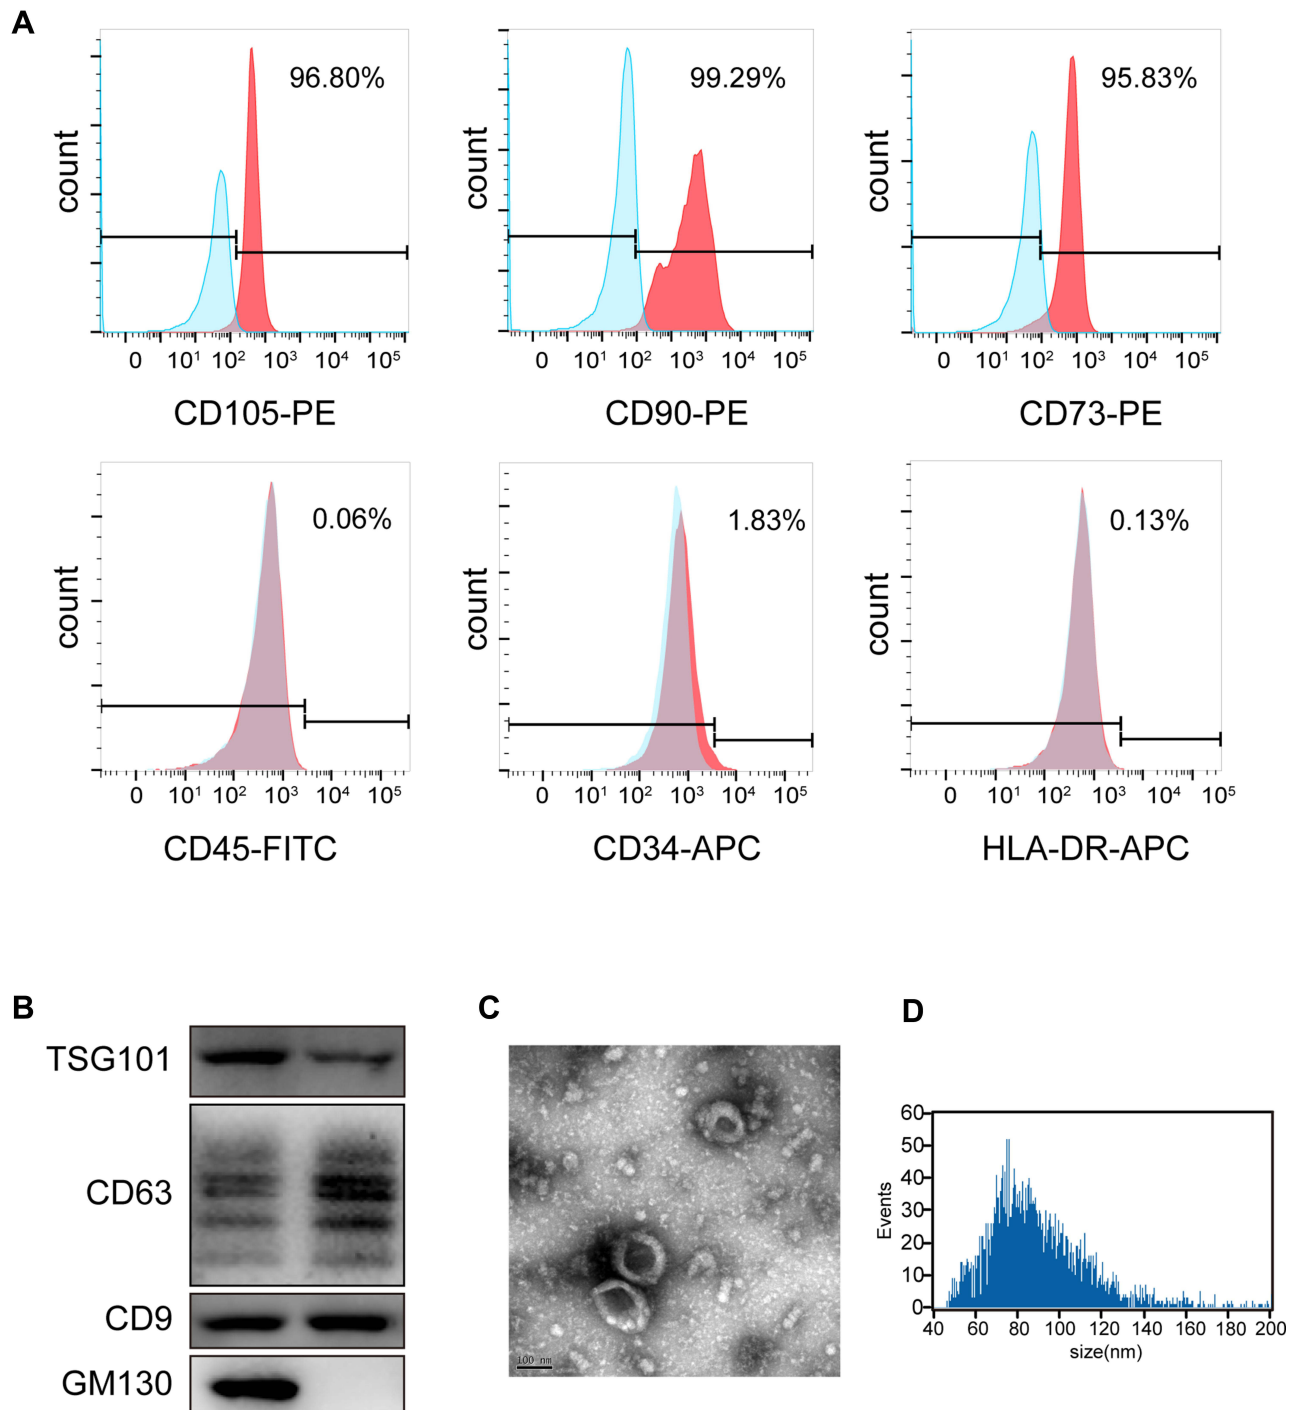 A
96.80%
count
0 10¹ 10² 10³ 10⁴ 10⁵
CD105-PE
99.29%
count
0 10¹ 10² 10³ 10⁴ 10⁵
CD90-PE
95.83%
count
0 10¹ 10² 10³ 10⁴ 10⁵
CD73-PE
0.06%
count
0 10¹ 10² 10³ 10⁴ 10⁵
CD45-FITC
1.83%
count
0 10¹ 10² 10³ 10⁴ 10⁵
CD34-APC
0.13%
count
0 10¹ 10² 10³ 10⁴ 10⁵
HLA-DR-APC
B
TSG101
CD63
CD9
GM130
C
100 nm
D
60
50
40
30
20
10
0
Events
40 60 80 100 120 140 160 180 200
size(nm)